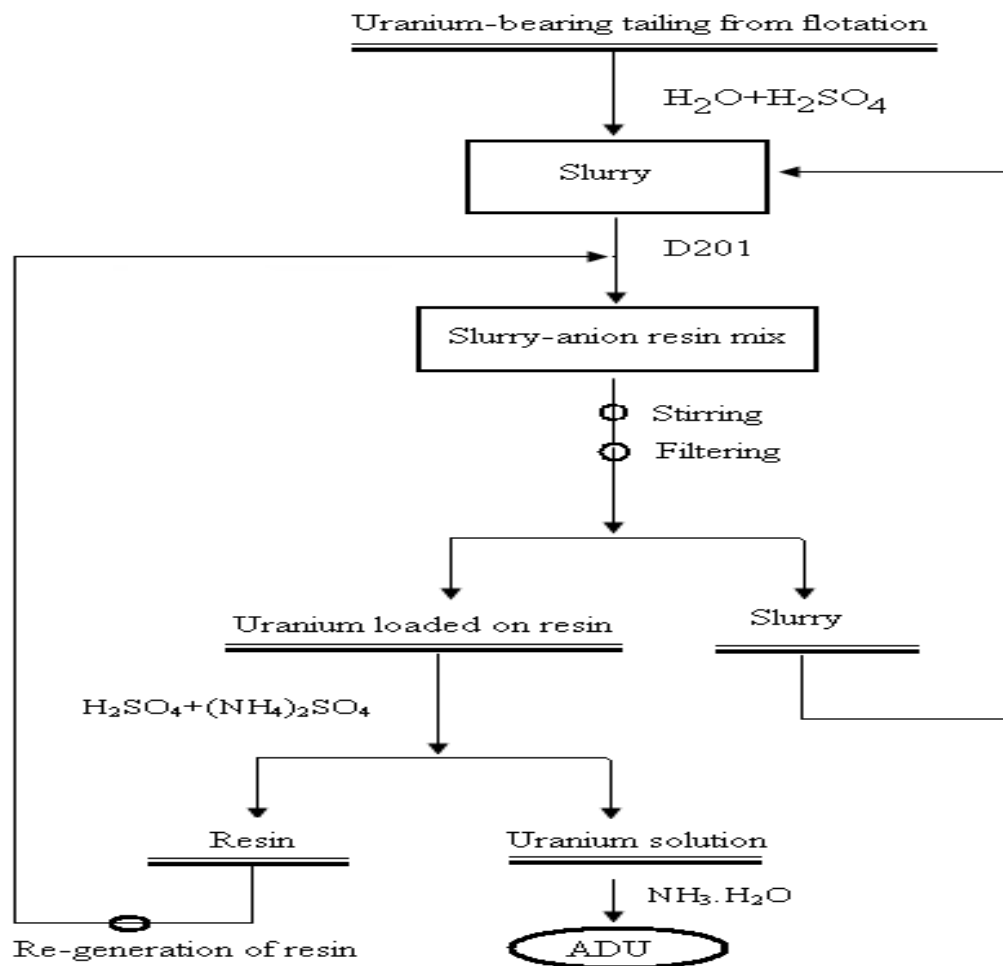 Uranium-bearing tailing from flotation
H₂O+H₂SO₄
Slurry
D201
Slurry-anion resin mix
Stirring
Filtering
Uranium loaded on resin
Slurry
H₂SO₄+(NH₄)₂SO₄
Resin
Uranium solution
NH₃.H₂O
Re-generation of resin
ADU